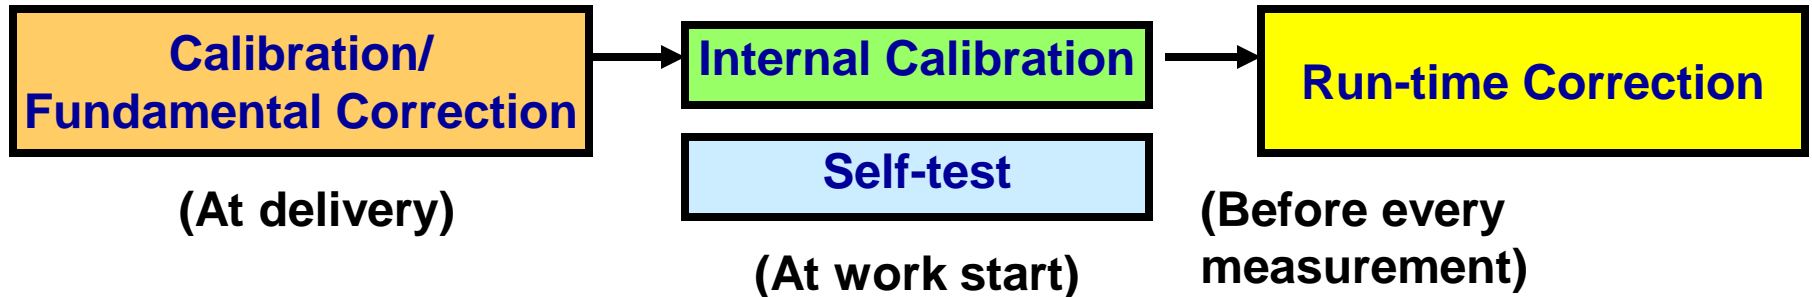 Calibration/
Fundamental Correction
(At delivery)
Internal Calibration
Self-test
(At work start)
Run-time Correction
(Before every
measurement)